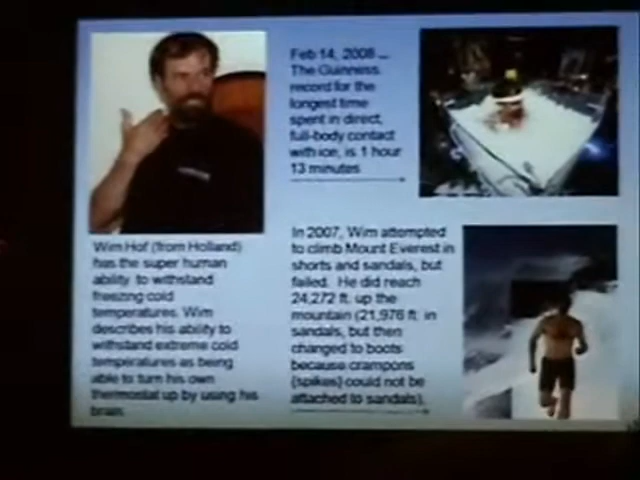 Feb 14, 2008 ...
The Guinness
record for the
longest time
spent in direct,
full-body contact
with ice, is 1 hour
13 minutes
Wim Hof (from Holland)
has the super human
ability to withstand
freezing cold
temperatures. Wim
describes his ability to
withstand extreme cold
temperatures as being
able to turn his own
thermostat up by using his
brain.
In 2007, Wim attempted
to climb Mount Everest in
shorts and sandals, but
failed. He did reach
24,272 ft. up the
mountain (21,976 ft. in
sandals, but then
changed to boots
because crampons
(spikes) could not be
attached to sandals).